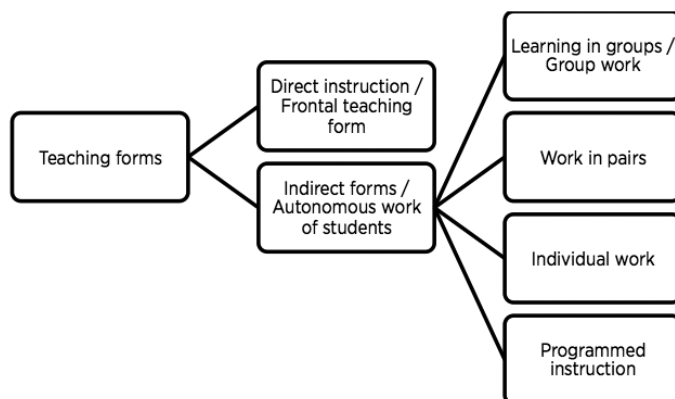 Teaching forms
Direct instruction /
Frontal teaching
form
Indirect forms /
Autonomous work
of students
Learning in groups /
Group work
Work in pairs
Individual work
Programmed
instruction